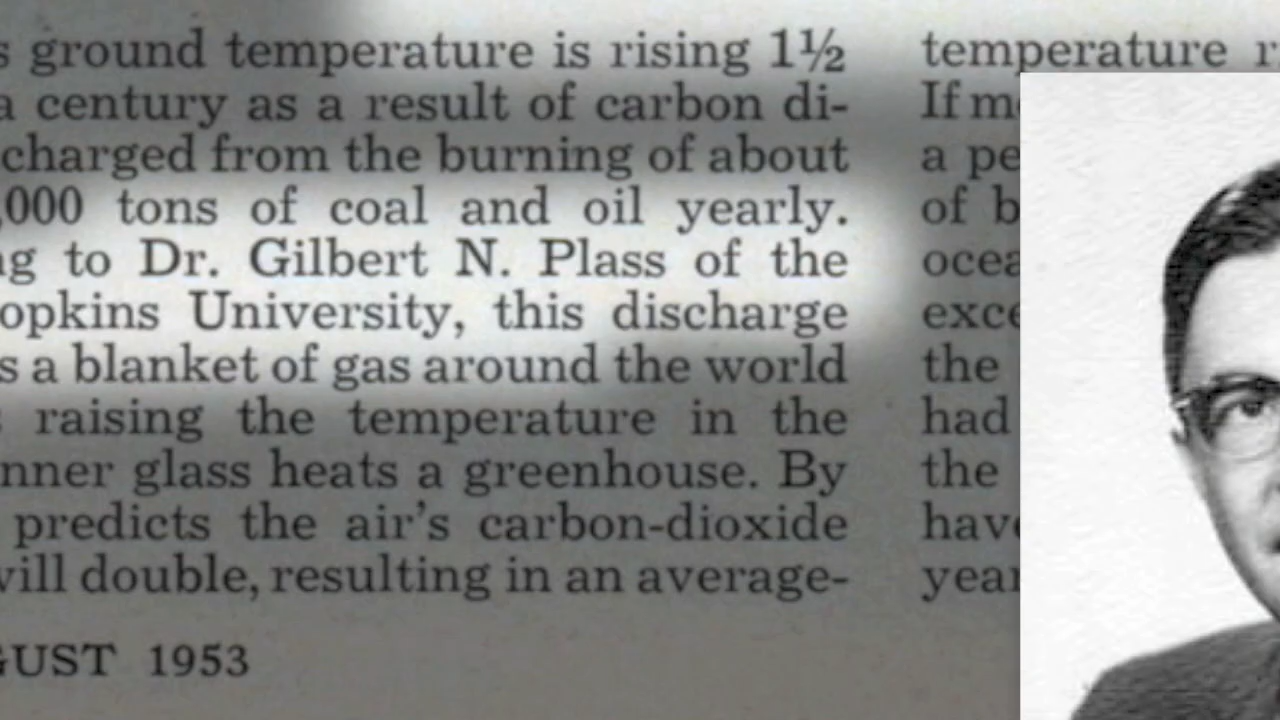 s ground temperature is rising 1½
a century as a result of carbon di-
charged from the burning of about
,000 tons of coal and oil yearly.
ng to Dr. Gilbert N. Plass of the
opkins University, this discharge
s a blanket of gas around the world
s raising the temperature in the
nner glass heats a greenhouse. By
predicts the air's carbon-dioxide
will double, resulting in an average-
GUST 1953
temperature r
If m
a pe
of b
ocea
exce
the
had
the
have
year